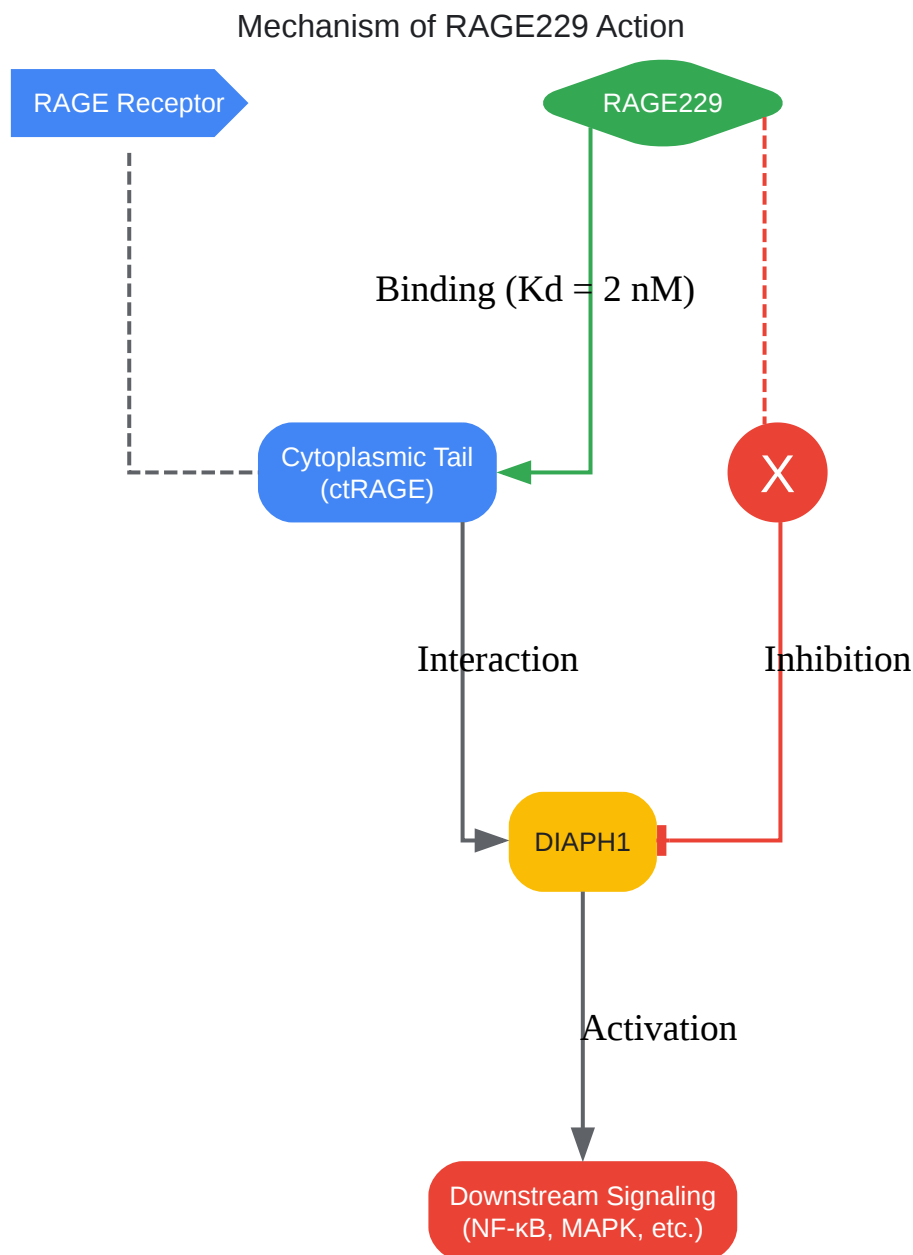 Mechanism of RAGE229 Action
RAGE Receptor
RAGE229
Binding (Kd = 2 nM)
Cytoplasmic Tail
(ctRAGE)
X
Interaction
Inhibition
DIAPH1
Activation
Downstream Signaling
(NF-κB, MAPK, etc.)